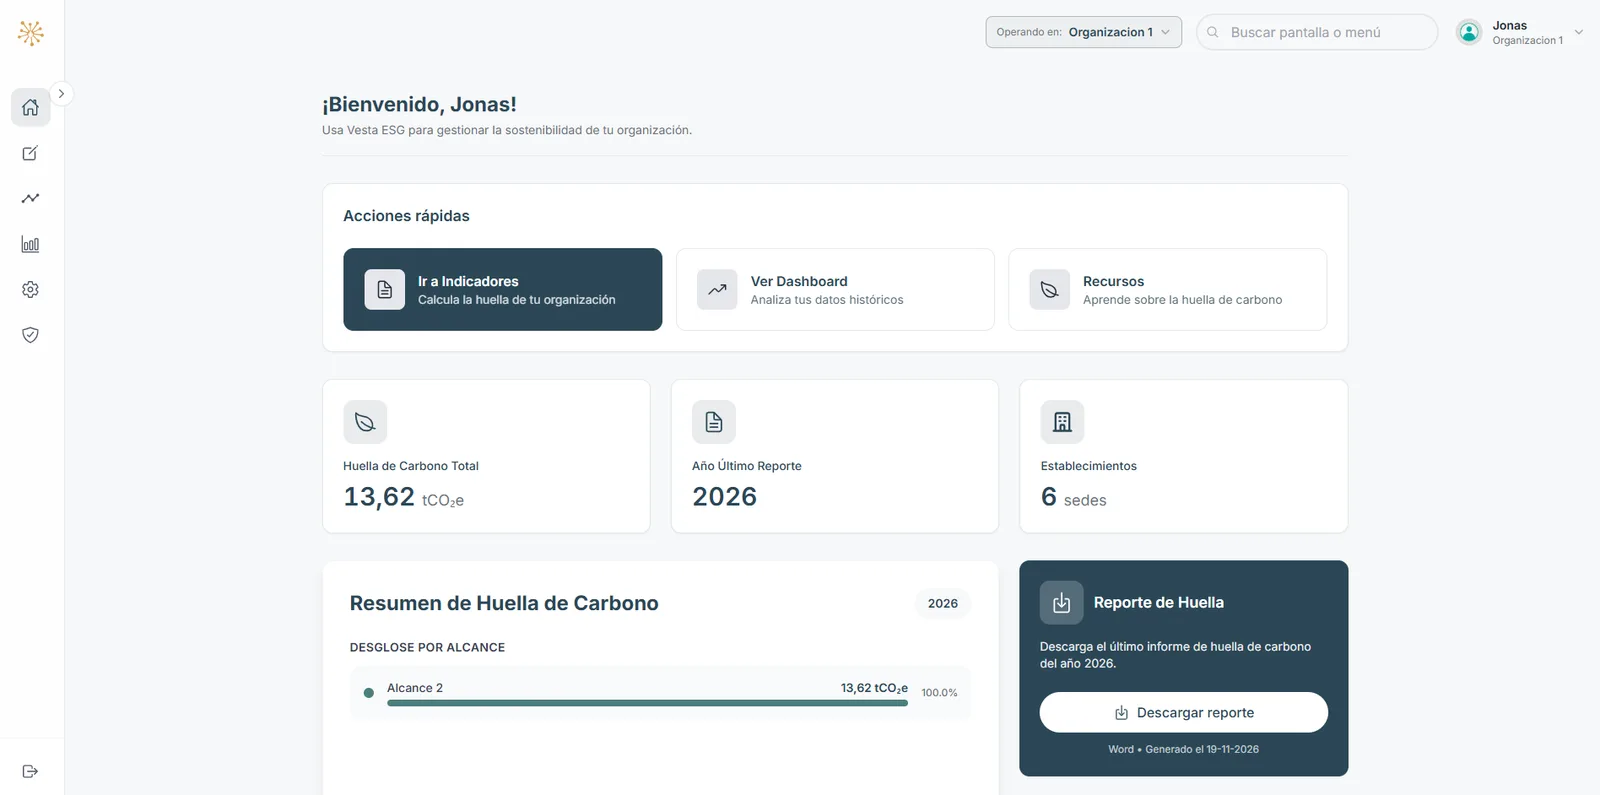 Operando en: Organizacion 1
Buscar pantalla o menú
Jonas
Organizacion 1
¡Bienvenido, Jonas!
Usa Vesta ESG para gestionar la sostenibilidad de tu organización.
Acciones rápidas
Ir a Indicadores
Calcula la huella de tu organización
Ver Dashboard
Analiza tus datos históricos
Recursos
Aprende sobre la huella de carbono
Huella de Carbono Total
13,62 tCO₂e
Año Último Reporte
2026
Establecimientos
6 sedes
Resumen de Huella de Carbono
2026
DESGLOSE POR ALCANCE
Alcance 2
13,62 tCO₂e
100.0%
Reporte de Huella
Descarga el último informe de huella de carbono
del año 2026.
Descargar reporte
Word • Generado el 19-11-2026